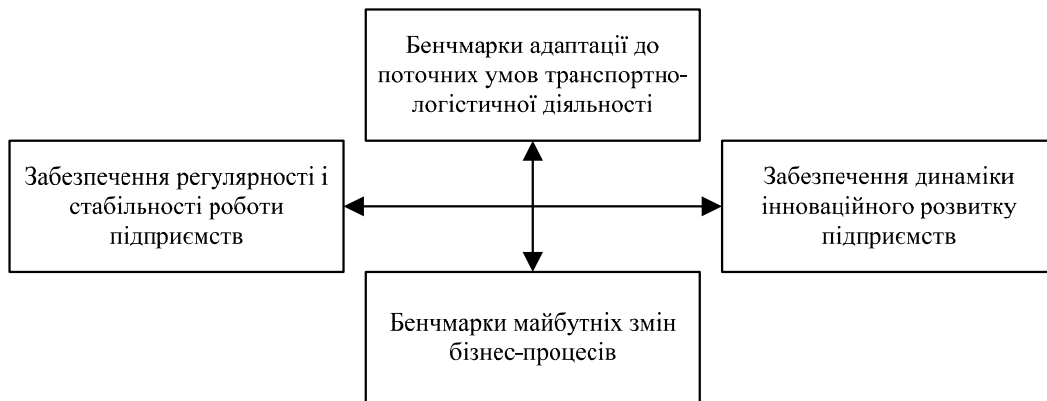 Бенчмарки адаптації до
поточних умов транспортно-
логістичної діяльності
Забезпечення регулярності і
стабільності роботи
підприємств
Забезпечення динаміки
інноваційного розвитку
підприємств
Бенчмарки майбутніх змін
бізнес-процесів